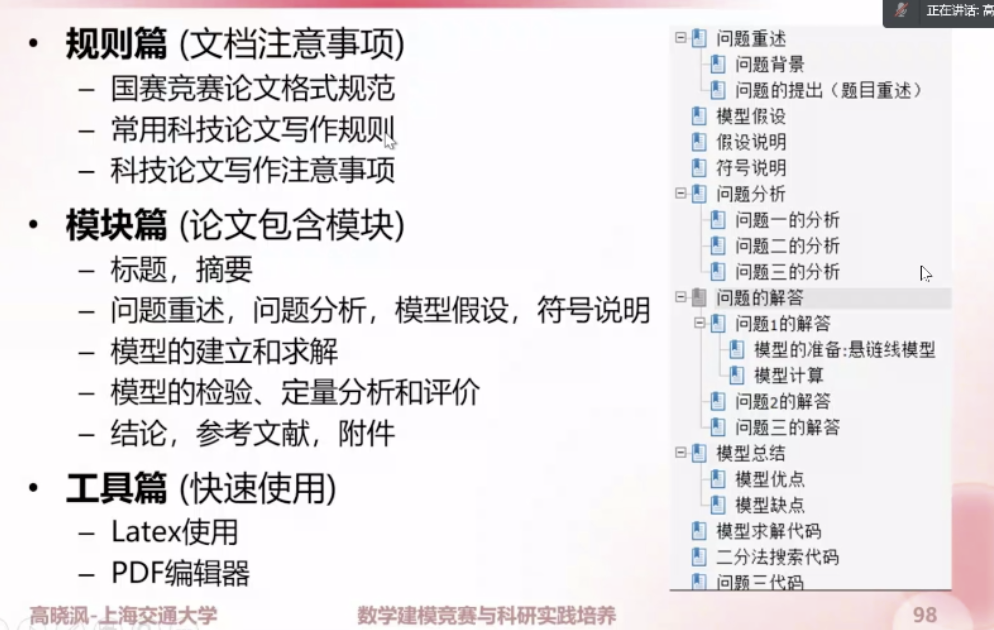 正在讲话: 高
• 规则篇 (文档注意事项)
– 国赛竞赛论文格式规范
– 常用科技论文写作规则
– 科技论文写作注意事项
• 模块篇 (论文包含模块)
– 标题，摘要
– 问题重述，问题分析，模型假设，符号说明
– 模型的建立和求解
– 模型的检验、定量分析和评价
– 结论，参考文献，附件
• 工具篇 (快速使用)
– Latex使用
– PDF编辑器
问题重述
问题背景
问题的提出（题目重述）
模型假设
假设说明
符号说明
问题分析
问题一的分析
问题二的分析
问题三的分析
问题的解答
问题1的解答
模型的准备:悬链线模型
模型计算
问题2的解答
问题三的解答
模型总结
模型优点
模型缺点
模型求解代码
二分法搜索代码
问题三代码
高晓沨-上海交通大学
数学建模竞赛与科研实践培养
98